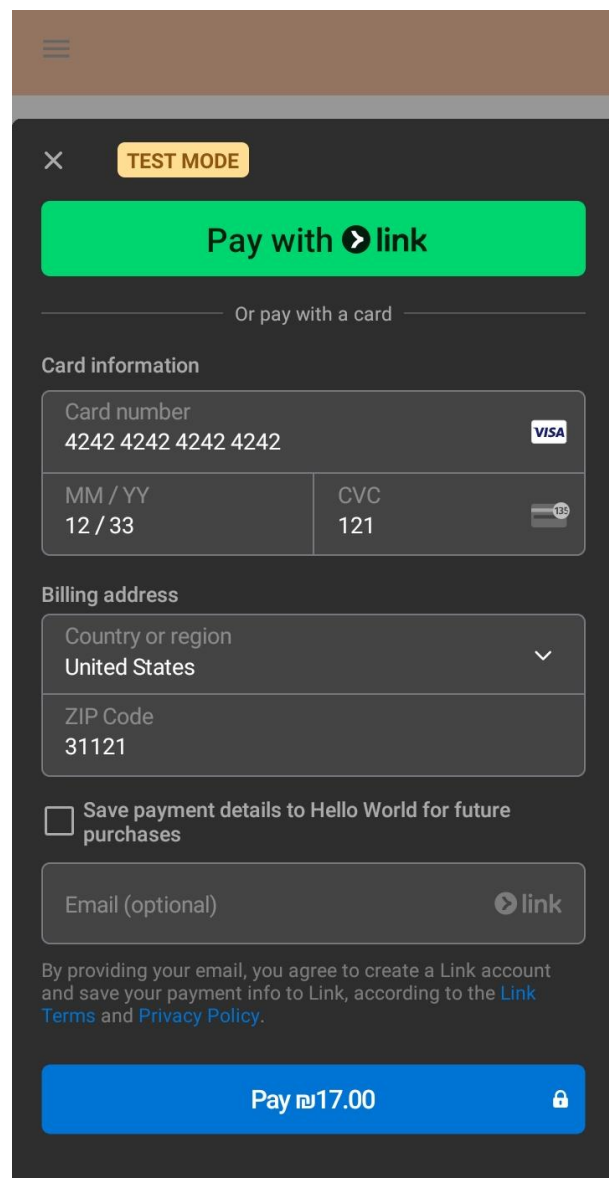 TEST MODE
Pay with link
Or pay with a card
Card information
Card number
4242 4242 4242 4242
VISA
MM / YY
12 / 33
CVC
121
135
Billing address
Country or region
United States
ZIP Code
31121
Save payment details to Hello World for future
purchases
Email (optional)
link
By providing your email, you agree to create a Link account
and save your payment info to Link, according to the Link
Terms and Privacy Policy.
Pay ₪17.00